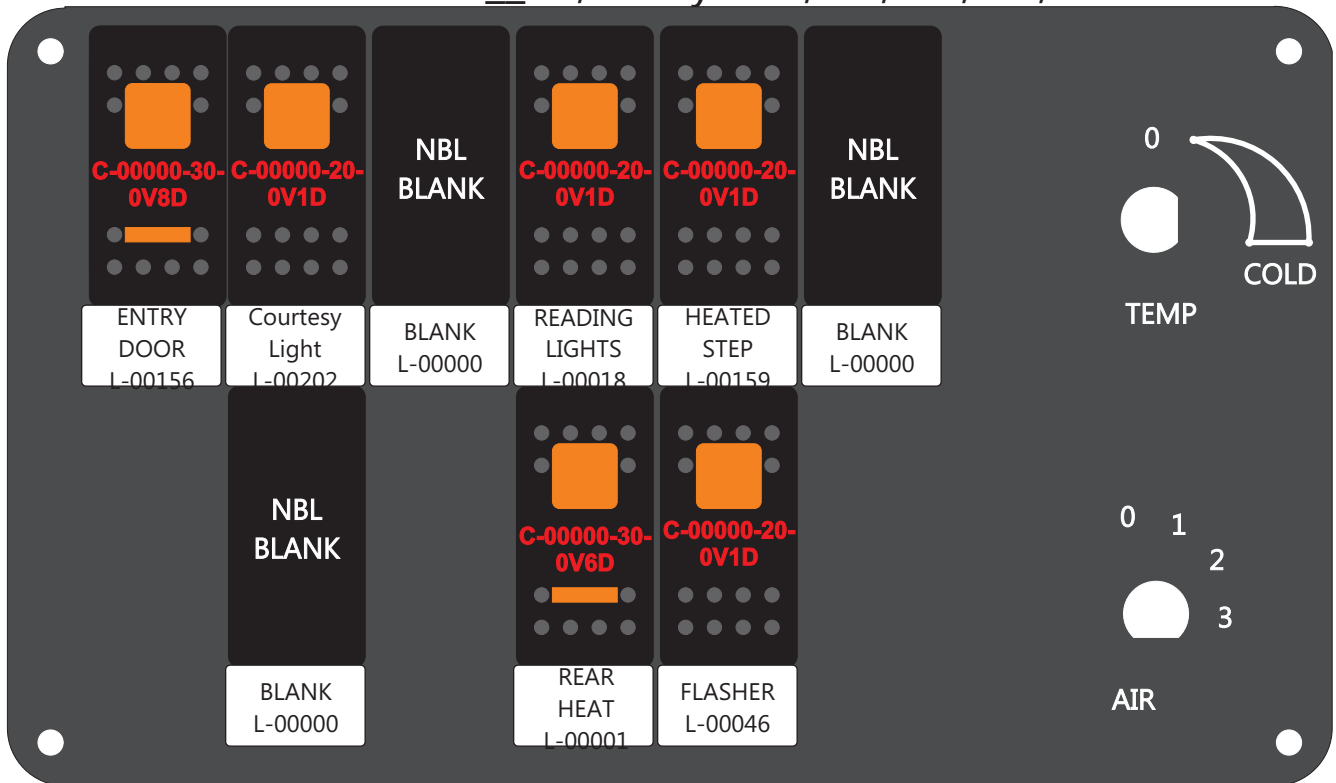 C-00000-30-
0V8D
C-00000-20-
0V1D
NBL
BLANK
C-00000-20-
0V1D
C-00000-20-
0V1D
NBL
BLANK
ENTRY
DOOR
L-00156
Courtesy
Light
L-00202
BLANK
L-00000
READING
LIGHTS
L-00018
HEATED
STEP
L-00159
BLANK
L-00000
0
COLD
TEMP
NBL
BLANK
C-00000-30-
0V6D
C-00000-20-
0V1D
BLANK
L-00000
REAR
HEAT
L-00001
FLASHER
L-00046
0
1
2
3
AIR